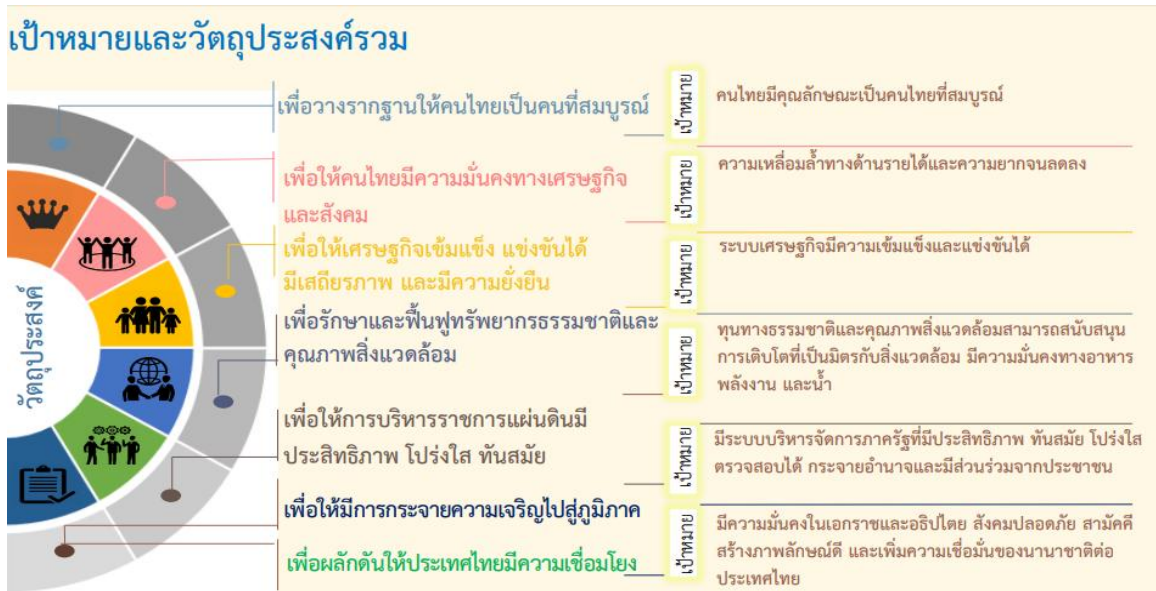 เป้าหมายและวัตถุประสงค์รวม
วัตถุประสงค์
เพื่อวางรากฐานให้คนไทยเป็นคนที่สมบูรณ์
เป้าหมาย
คนไทยมีคุณลักษณะเป็นคนไทยที่สมบูรณ์
เพื่อให้คนไทยมีความมั่นคงทางเศรษฐกิจ
และสังคม
เป้าหมาย
ความเหลื่อมล้ำทางด้านรายได้และความยากจนลดลง
เพื่อให้เศรษฐกิจเข้มแข็ง แข่งขันได้
มีเสถียรภาพ และมีความยั่งยืน
เป้าหมาย
ระบบเศรษฐกิจมีความเข้มแข็งและแข่งขันได้
เพื่อรักษาและฟื้นฟูทรัพยากรธรรมชาติและ
คุณภาพสิ่งแวดล้อม
เป้าหมาย
ทุนทางธรรมชาติและคุณภาพสิ่งแวดล้อมสามารถสนับสนุน
การเติบโตที่เป็นมิตรกับสิ่งแวดล้อม มีความมั่นคงทางอาหาร
พลังงาน และน้ำ
เพื่อให้การบริหารราชการแผ่นดินมี
ประสิทธิภาพ โปร่งใส ทันสมัย
เป้าหมาย
มีระบบบริหารจัดการภาครัฐที่มีประสิทธิภาพ ทันสมัย โปร่งใส
ตรวจสอบได้ กระจายอำนาจและมีส่วนร่วมจากประชาชน
เพื่อให้มีการกระจายความเจริญไปสู่ภูมิภาค
เพื่อผลักดันให้ประเทศไทยมีความเชื่อมโยง
เป้าหมาย
มีความมั่นคงในเอกราชและอธิปไตย สังคมปลอดภัย สามัคคี
สร้างภาพลักษณ์ดี และเพิ่มความเชื่อมั่นของนานาชาติต่อ
ประเทศไทย